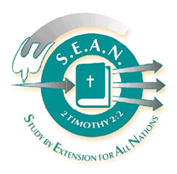 S.E.A.N.
2 TIMOTHY 2:2
STUDY BY EXTENSION FOR ALL NATIONS